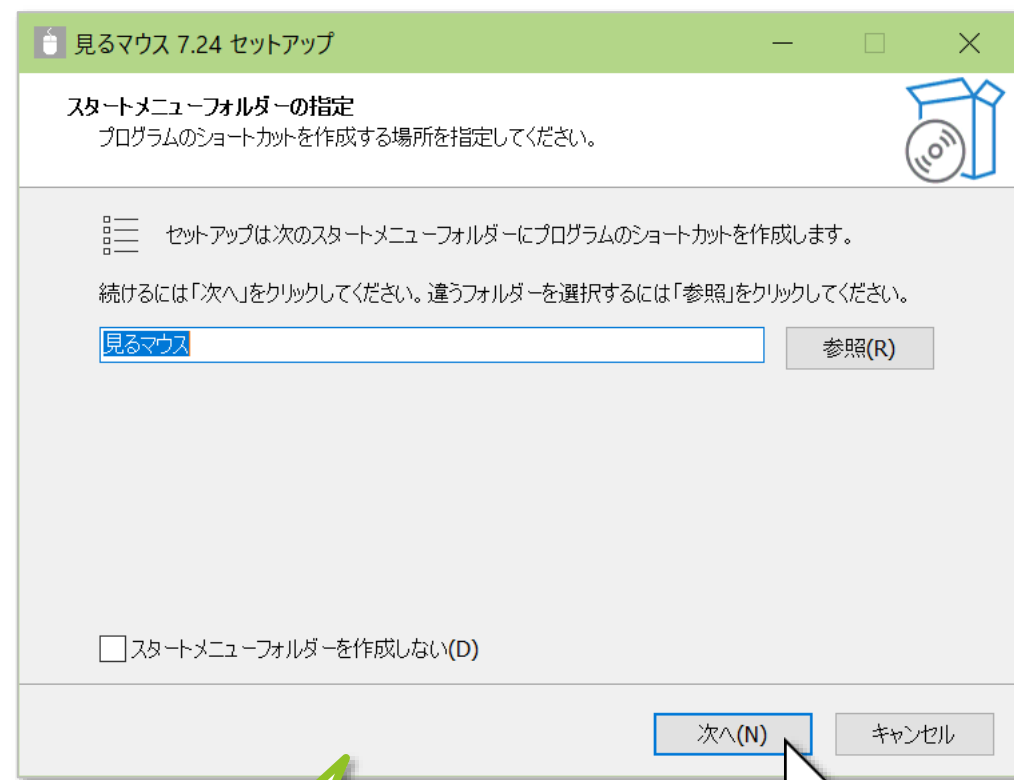 見るマウス 7.24 セットアップ
スタートメニューフォルダーの指定
プログラムのショートカットを作成する場所を指定してください。
セットアップは次のスタートメニューフォルダーにプログラムのショートカットを作成します。
続けるには「次へ」をクリックしてください。違うフォルダーを選択するには「参照」をクリックしてください。
見るマウス
参照(R)
スタートメニューフォルダーを作成しない(D)
次へ(N)
キャンセル